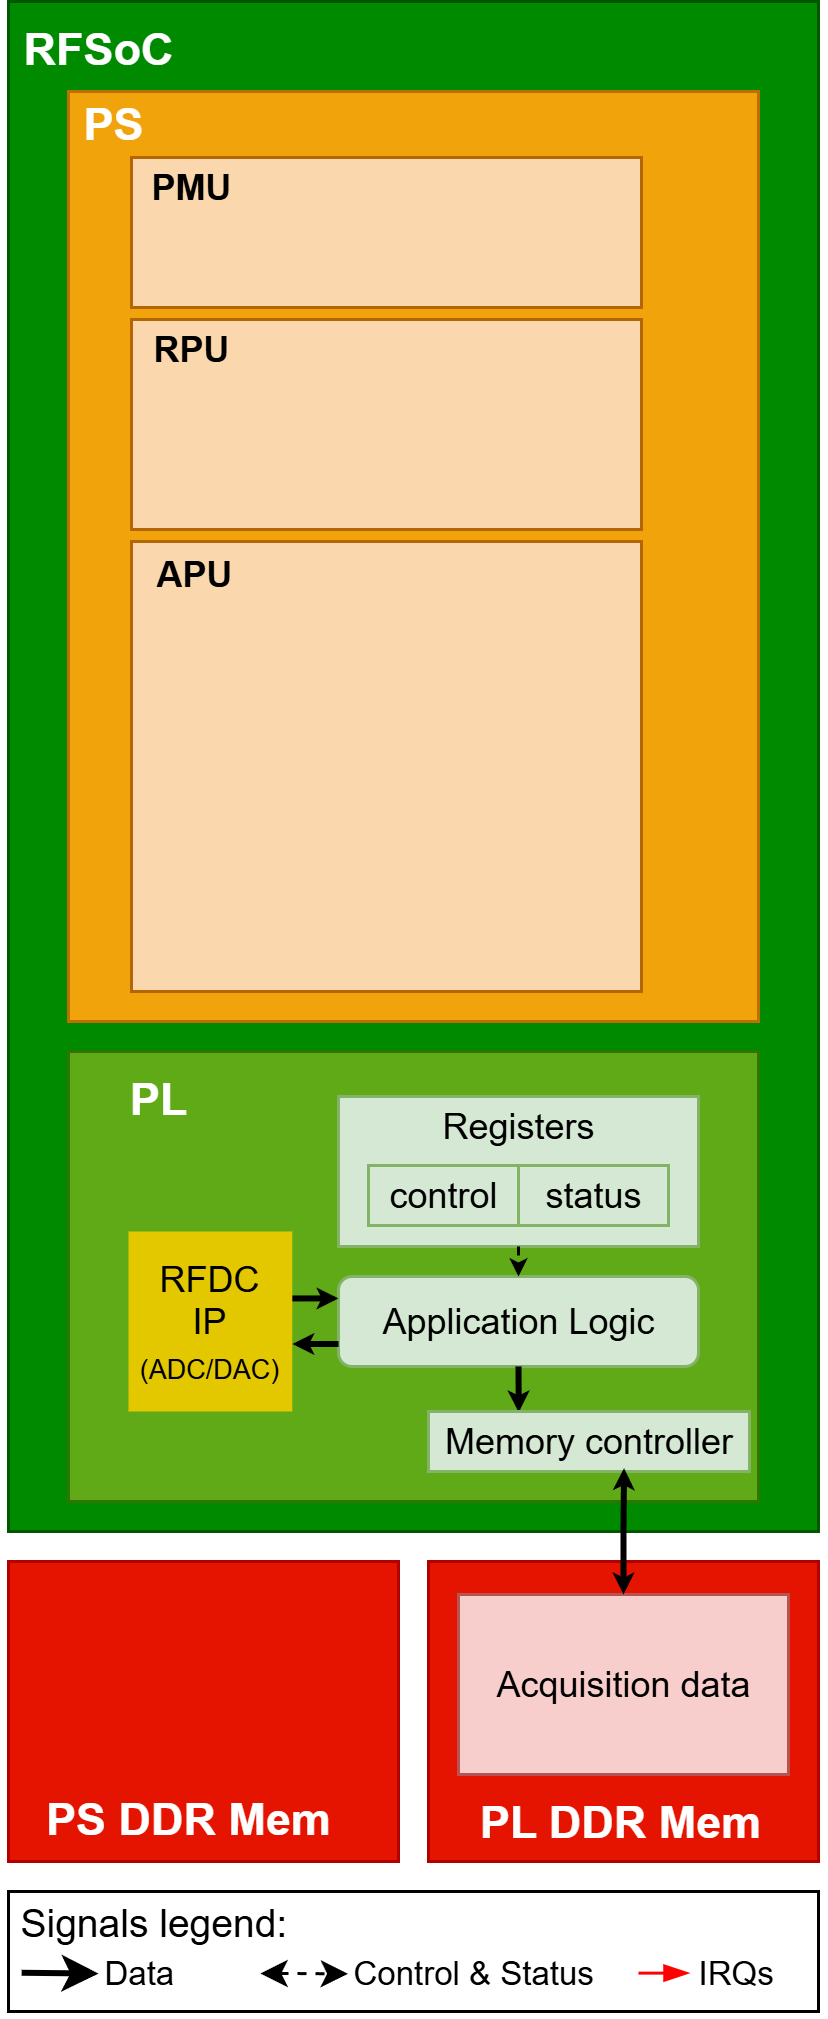 RFSoC
PS
PMU
RPU
APU
PL
Registers
control status
RFDC
IP
(ADC/DAC)
Application Logic
Memory controller
Acquisition data
PS DDR Mem
PL DDR Mem
Signals legend:
Data Control & Status IRQs